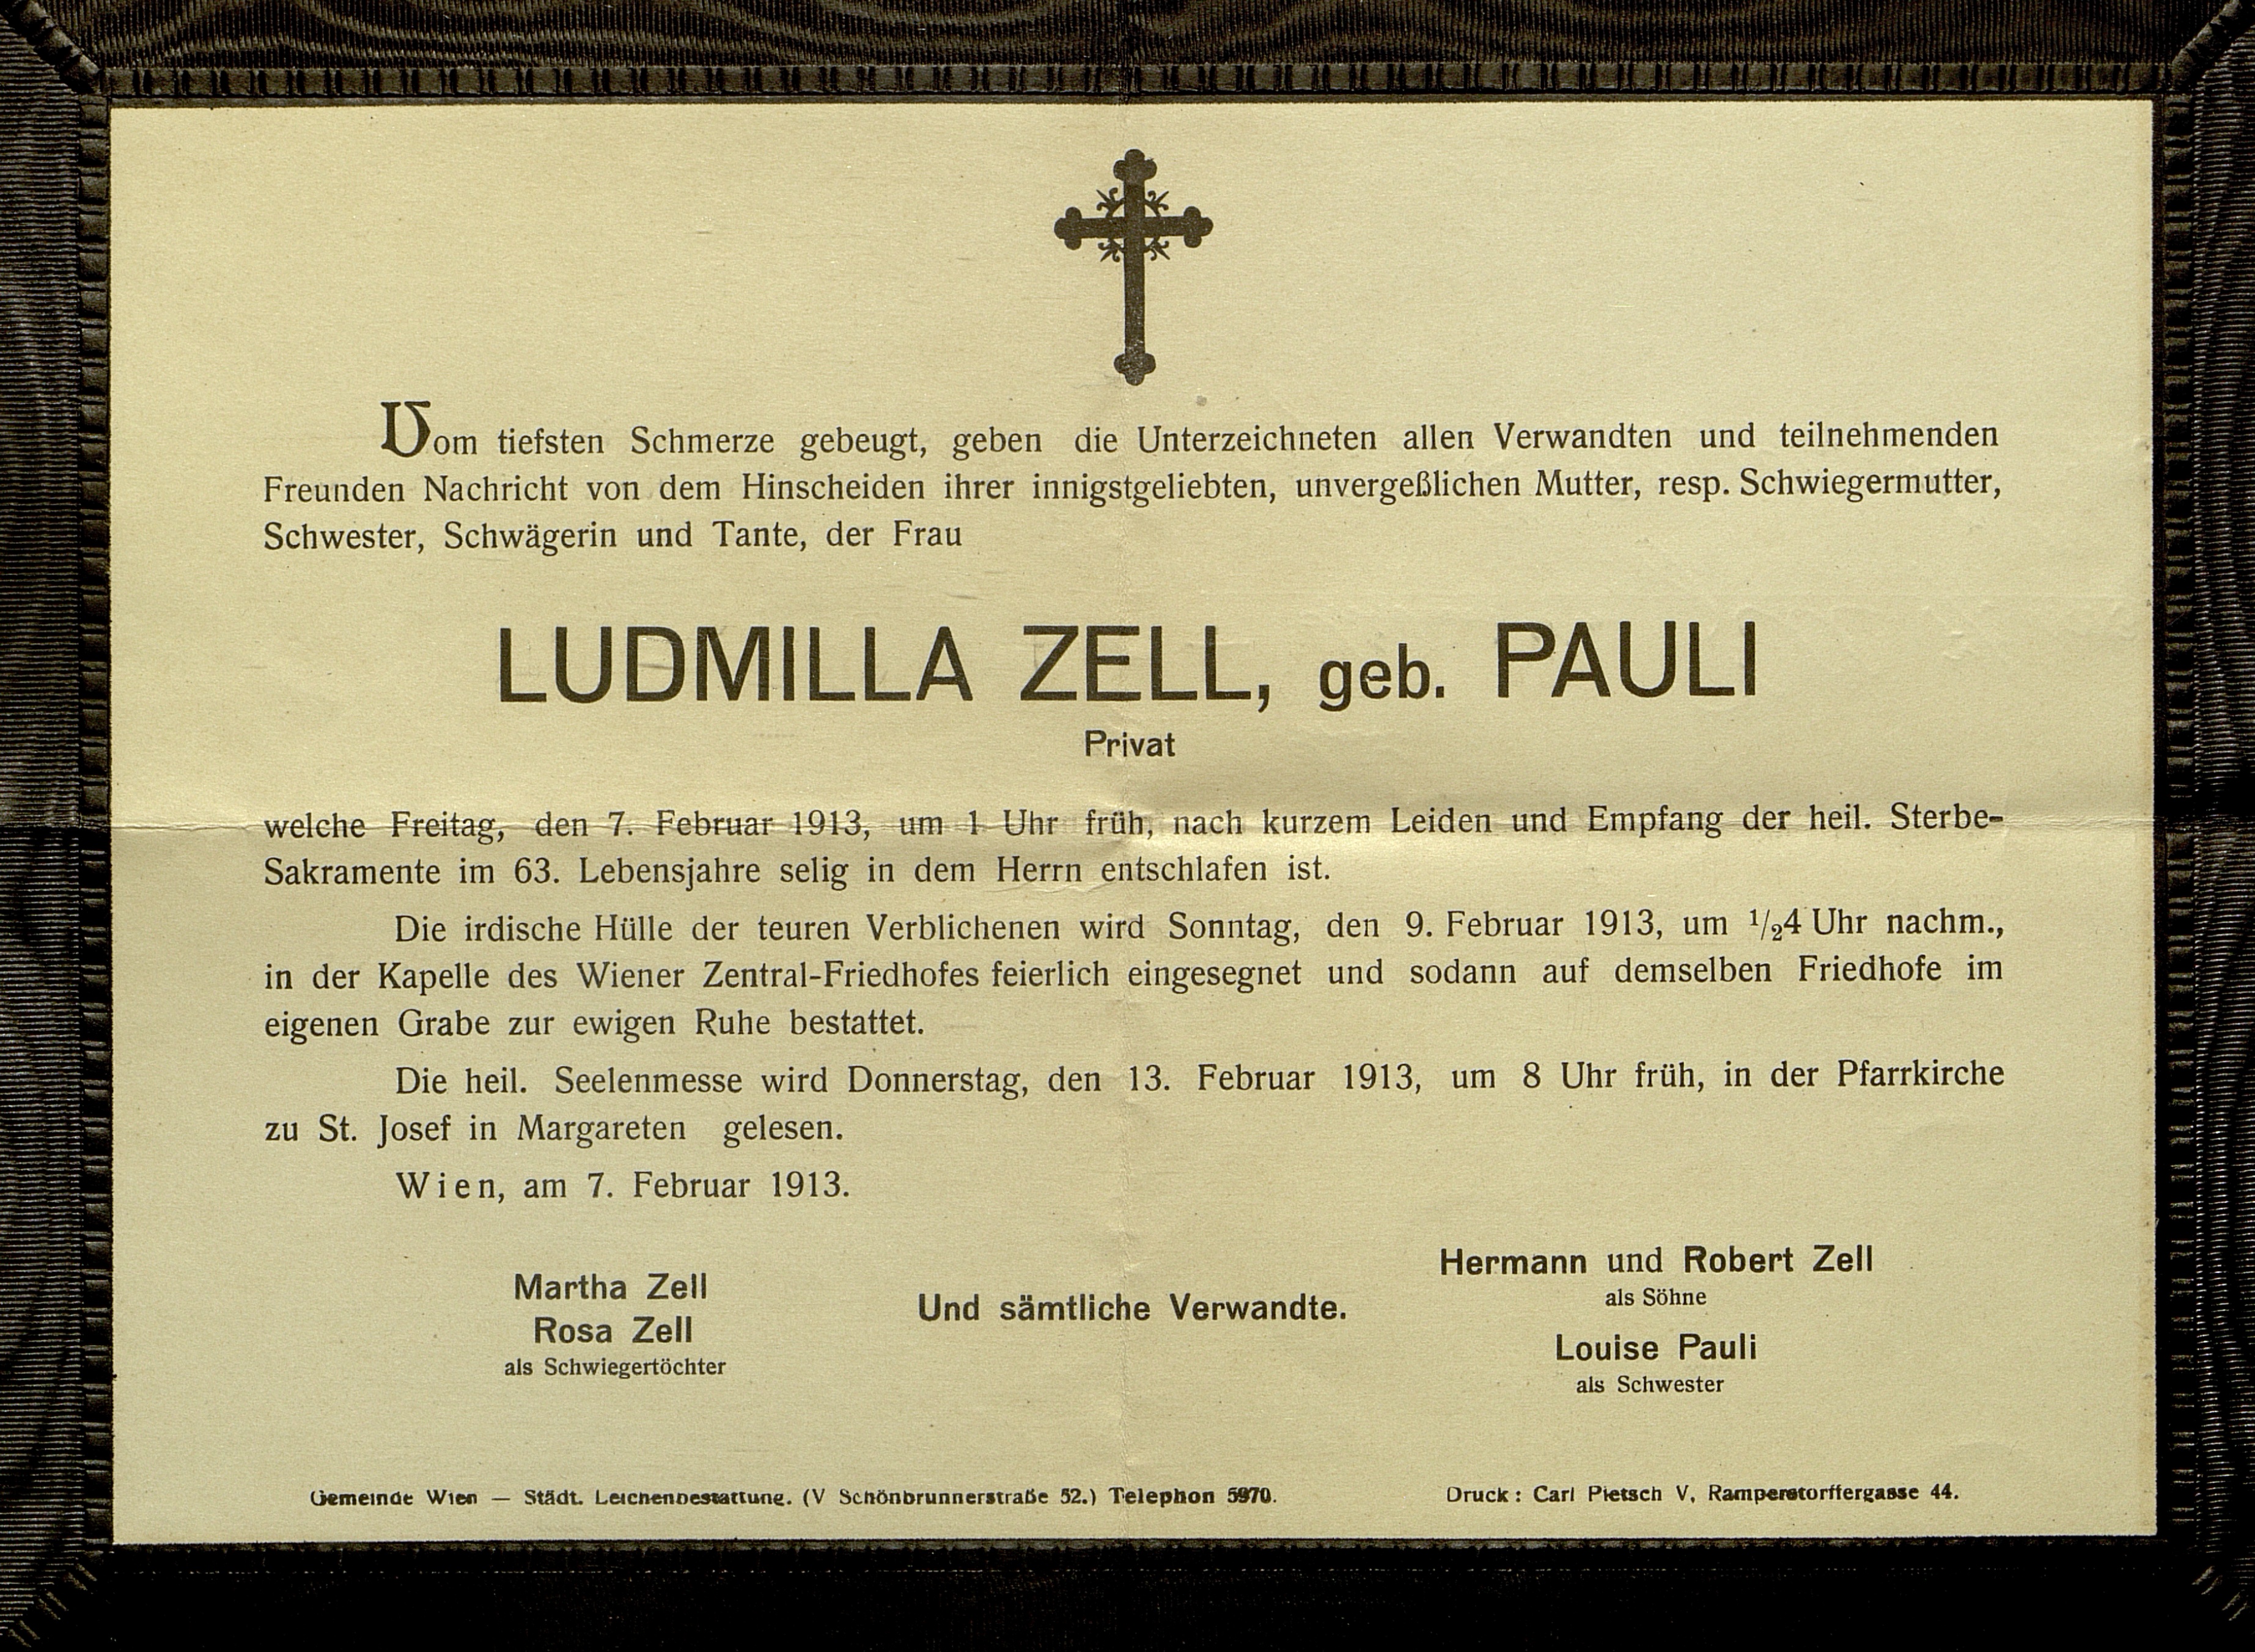 Vom tiefsten Schmerze gebeugt, geben die Unterzeichneten allen Verwandten und teilnehmenden
Freunden Nachricht von dem Hinscheiden ihrer innigstgeliebten, unvergeßlichen Mutter, resp. Schwiegermutter,
Schwester, Schwägerin und Tante, der Frau
LUDMILLA ZELL, geb. PAULI
Privat
welche Freitag, den 7. Februar 1913, um 1 Uhr früh, nach kurzem Leiden und Empfang der heil. Sterbe-
Sakramente im 63. Lebensjahre selig in dem Herrn entschlafen ist.
Die irdische Hülle der teuren Verblichenen wird Sonntag, den 9. Februar 1913, um 1/24 Uhr nachm.,
in der Kapelle des Wiener Zentral-Friedhofes feierlich eingesegnet und sodann auf demselben Friedhofe im
eigenen Grabe zur ewigen Ruhe bestattet.
Die heil. Seelenmesse wird Donnerstag, den 13. Februar 1913, um 8 Uhr früh, in der Pfarrkirche
zu St. Josef in Margareten gelesen.
Wien, am 7. Februar 1913.
Martha Zell
Rosa Zell
als Schwiegertöchter
Und sämtliche Verwandte.
Hermann und Robert Zell
als Söhne
Louise Pauli
als Schwester
Gemeinde Wien — Städt. Leichenbestattung. (V Schönbrunnerstraße 52.) Telephon 5970.
Druck: Carl Pietsch V, Ramperstorffergasse 44.